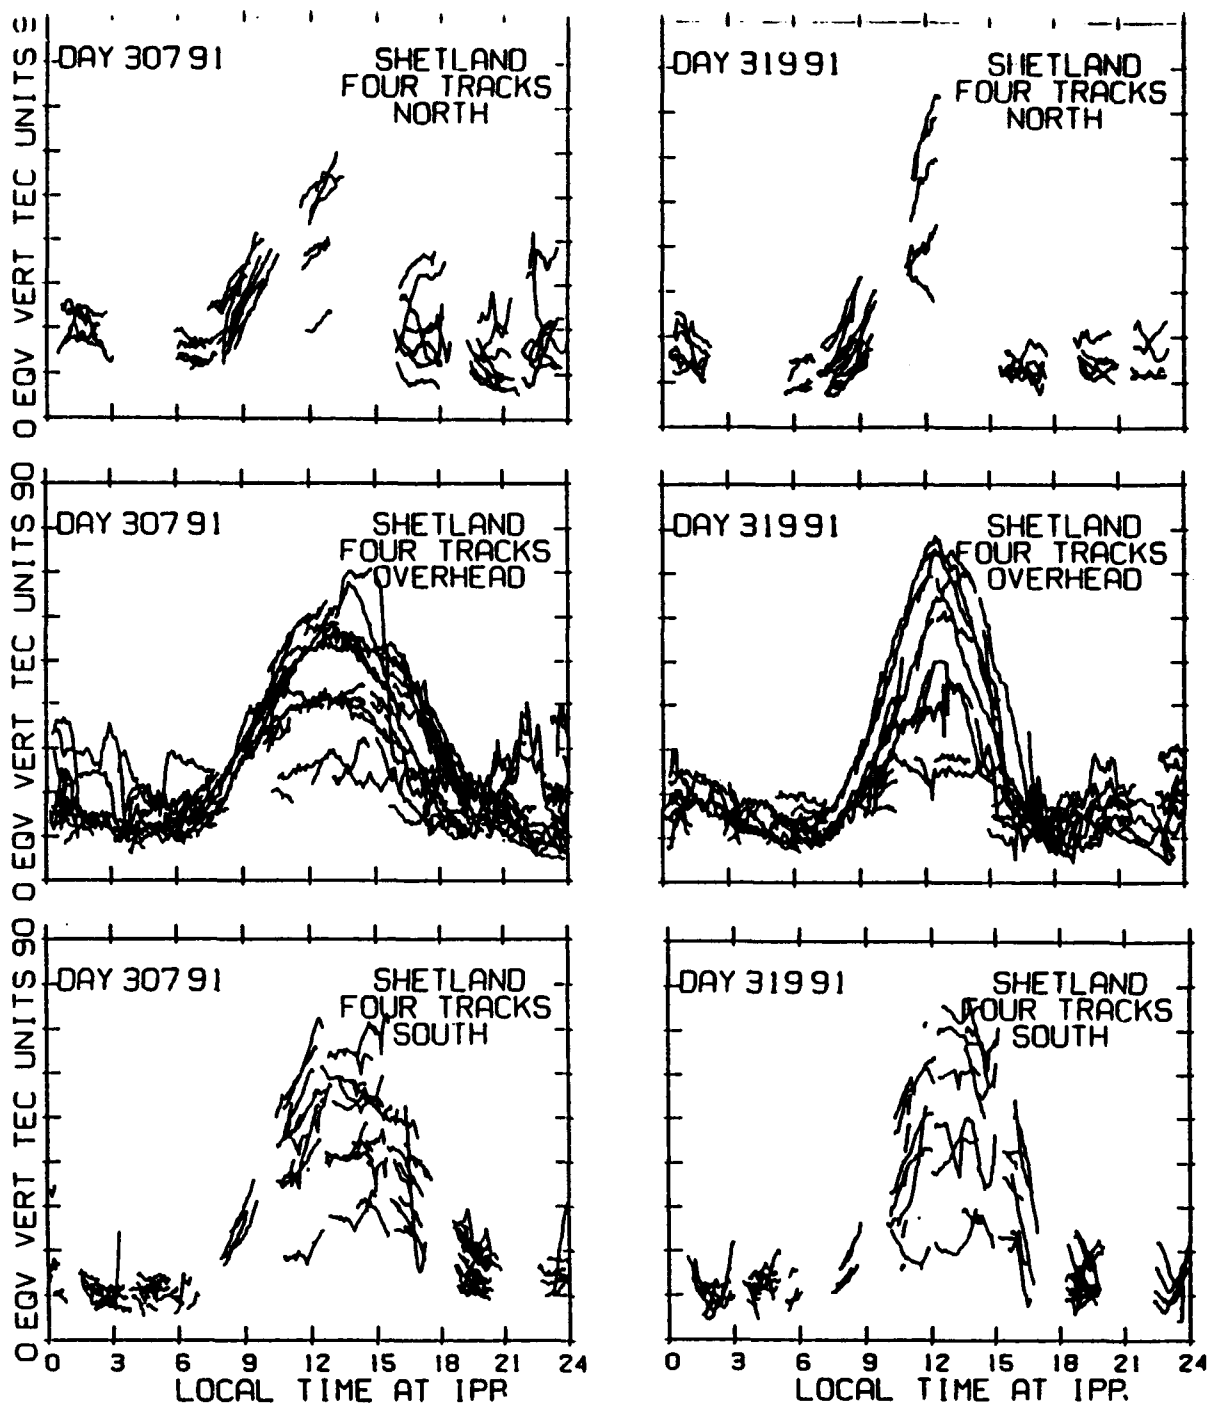 0 EQV VERT TEC UNITS
DAY 307 91
SHETLAND
FOUR TRACKS
NORTH
DAY 319 91
SHETLAND
FOUR TRACKS
NORTH
0 EQV VERT TEC UNITS 90
DAY 307 91
SHETLAND
FOUR TRACKS
OVERHEAD
DAY 319 91
SHETLAND
FOUR TRACKS
OVERHEAD
0 EQV VERT TEC UNITS 90
DAY 307 91
SHETLAND
FOUR TRACKS
SOUTH
DAY 319 91
SHETLAND
FOUR TRACKS
SOUTH
0 3 6 9 12 15 18 21 24
LOCAL TIME AT IPP
0 3 6 9 12 15 18 21 24
LOCAL TIME AT IPP.